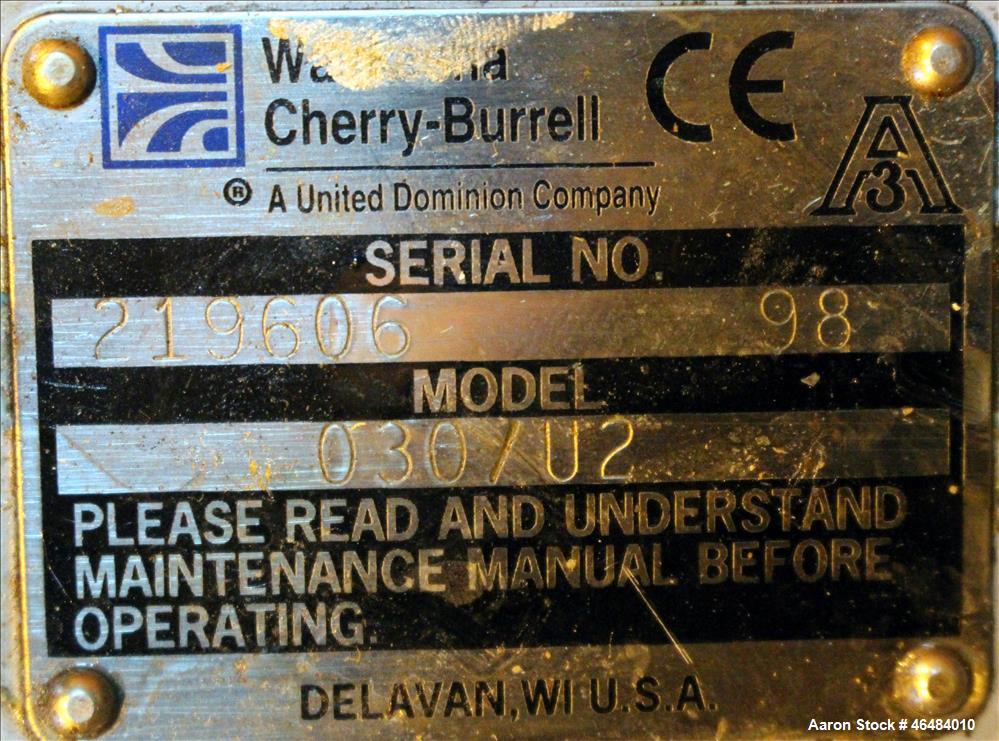 Cherry-Burrell
CE
A
3
® A United Dominion Company
SERIAL NO.
219606 98
MODEL
030/U2
PLEASE READ AND UNDERSTAND
MAINTENANCE MANUAL BEFORE
OPERATING.
DELAVAN, WI U.S.A.
Aaron Stock # 46484010